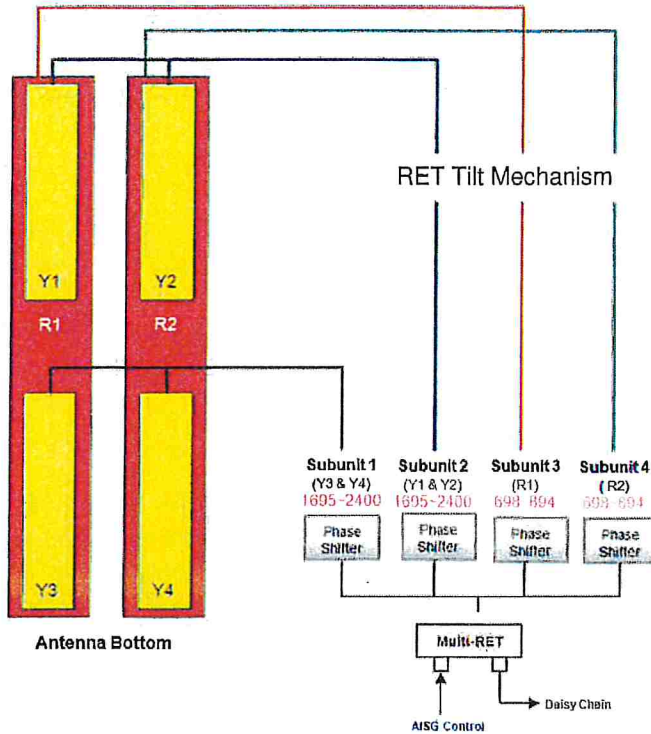 Y1
Y2
RET Tilt Mechanism
R1
R2
Subunit 1
Subunit 2
Subunit 3
Subunit 4
(Y3 & Y4)
(Y1 & Y2)
(R1)
( R2)
1695-2400
1695-2400
698-894
698-894
Phase
Shifter
Phase
Shifter
Phase
Shifter
Phase
Shifter
Y3
Y4
Antenna Bottom
Multi-RET
Daisy Chain
AISG Control